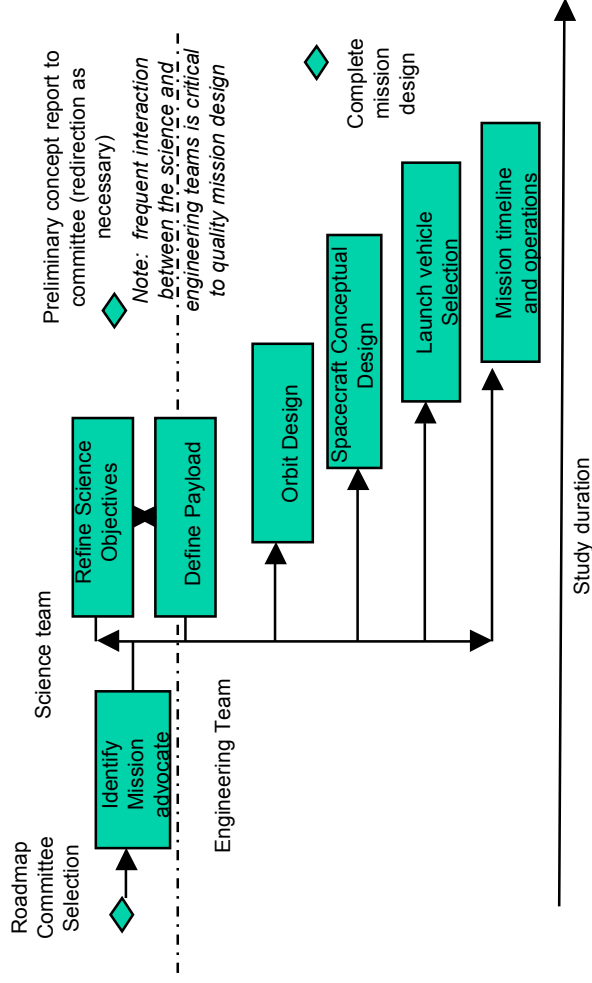 Roadmap
Committee
Selection
Science team
Identify
Mission
advocate
Engineering Team
Refine Science
Objectives
Define Payload
Preliminary concept report to
committee (redirection as
necessary)
Note:  frequent interaction
between the science and
engineering teams is critical
to quality mission design
Orbit Design
Spacecraft Conceptual
Design
Launch vehicle
Selection
Mission timeline
and operations
Complete
mission
design
Study duration